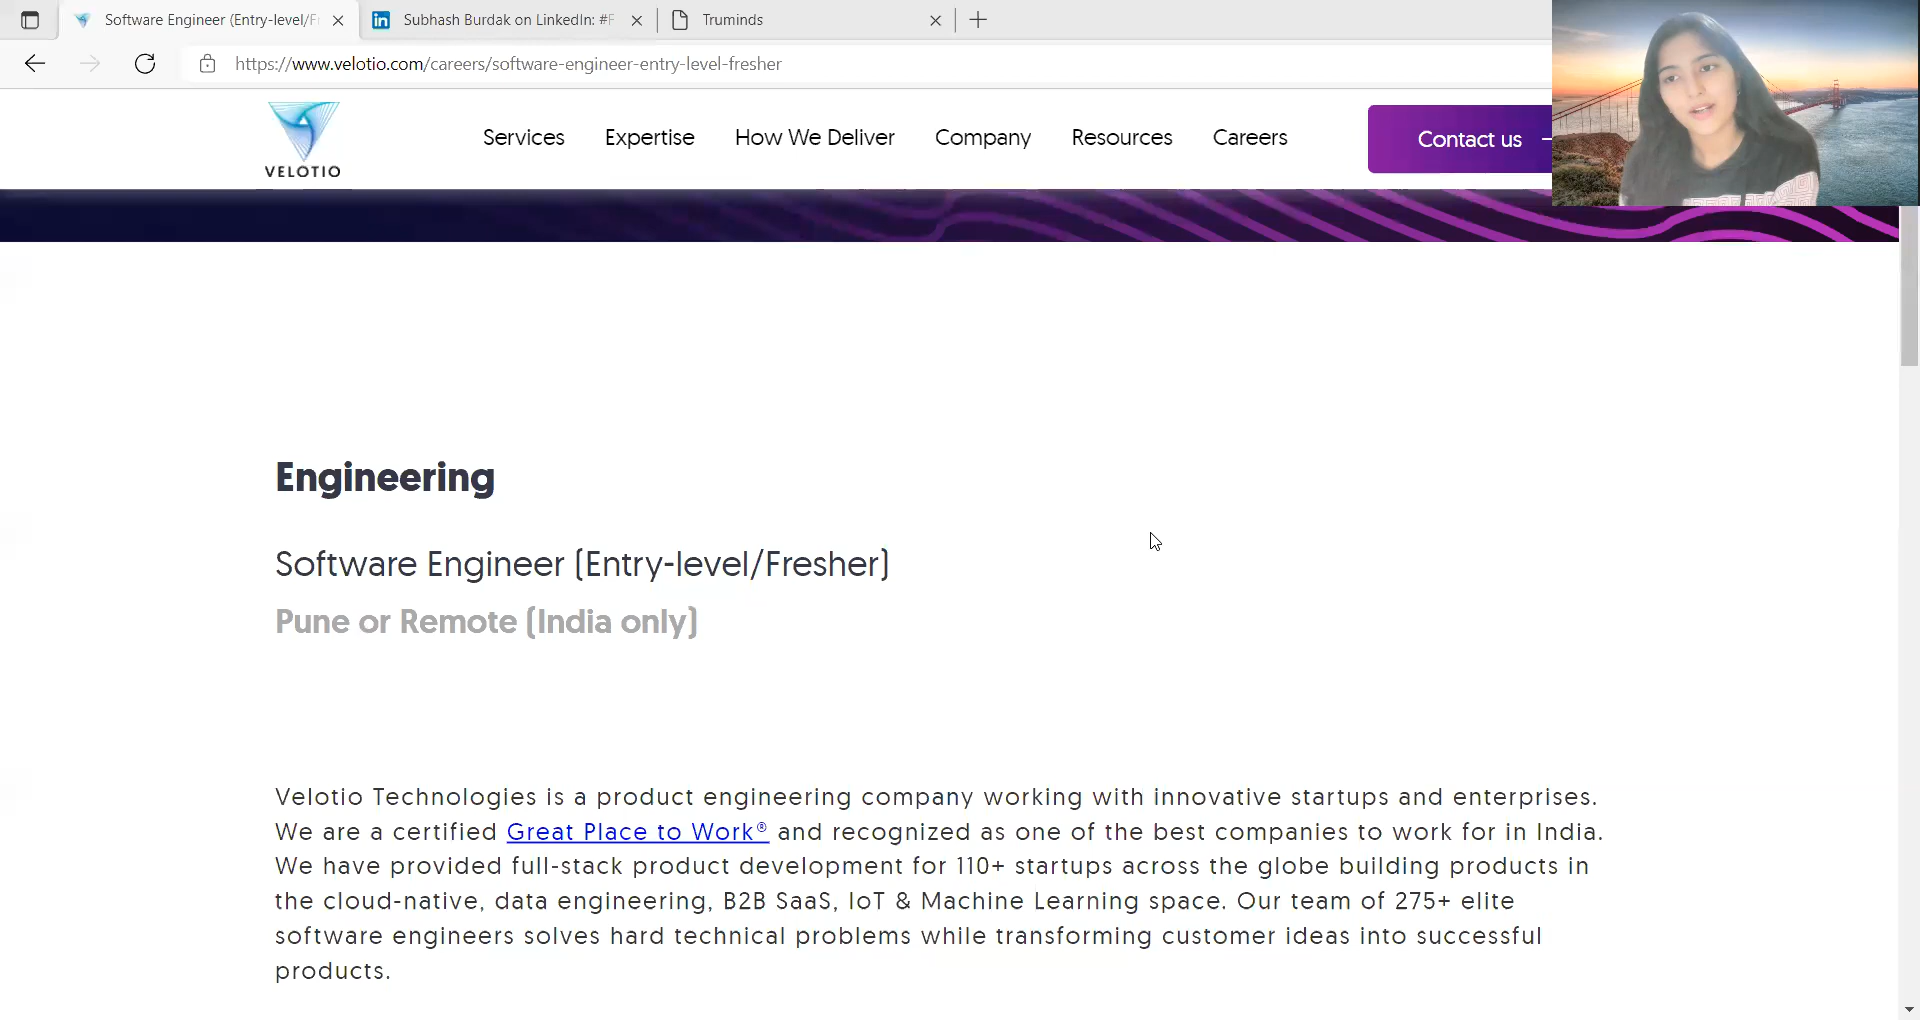 Software Engineer (Entry-level/Fr
Subhash Burdak on LinkedIn: #F
Truminds
https://www.velotio.com/careers/software-engineer-entry-level-fresher
VELOTIO
Services
Expertise
How We Deliver
Company
Resources
Careers
Contact us
Engineering
Software Engineer (Entry-level/Fresher)
Pune or Remote (India only)
Velotio Technologies is a product engineering company working with innovative startups and enterprises.
We are a certified Great Place to Work® and recognized as one of the best companies to work for in India.
We have provided full-stack product development for 110+ startups across the globe building products in
the cloud-native, data engineering, B2B SaaS, IoT & Machine Learning space. Our team of 275+ elite
software engineers solves hard technical problems while transforming customer ideas into successful
products.